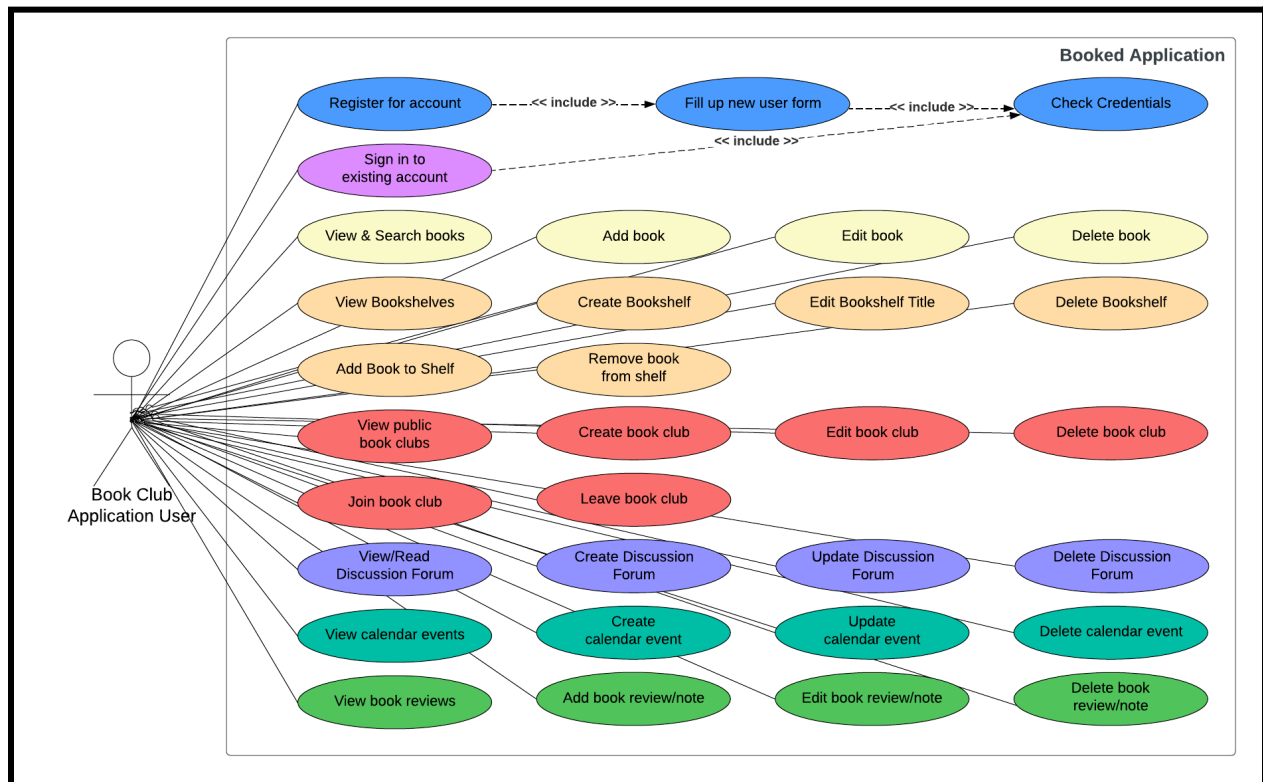 Booked Application
Register for account
<< include >>
Fill up new user form
<< include >>
Check Credentials
<< include >>
Sign in to
existing account
View & Search books
Add book
Edit book
Delete book
View Bookshelves
Create Bookshelf
Edit Bookshelf Title
Delete Bookshelf
Add Book to Shelf
Remove book
from shelf
View public
book clubs
Create book club
Edit book club
Delete book club
Book Club
Application User
Join book club
Leave book club
View/Read
Discussion Forum
Create Discussion
Forum
Update Discussion
Forum
Delete Discussion
Forum
View calendar events
Create
calendar event
Update
calendar event
Delete calendar event
View book reviews
Add book review/note
Edit book review/note
Delete book
review/note